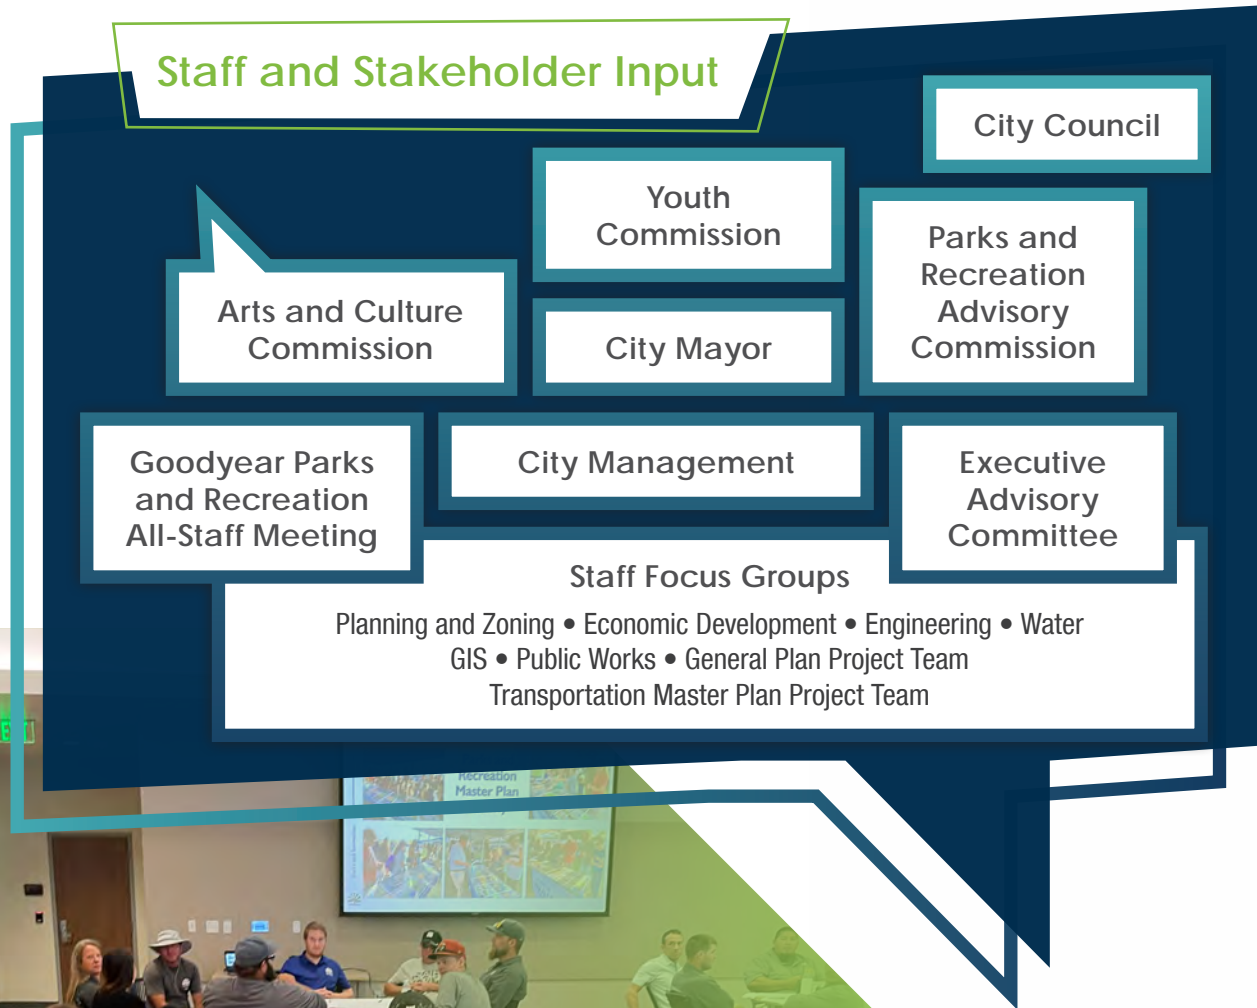 Staff and Stakeholder Input
City Council
Youth
Commission
Parks and
Recreation
Advisory
Commission
Arts and Culture
Commission
City Mayor
Goodyear Parks
and Recreation
All-Staff Meeting
City Management
Executive
Advisory
Committee
Staff Focus Groups
Planning and Zoning • Economic Development • Engineering • Water
GIS • Public Works • General Plan Project Team
Transportation Master Plan Project Team
Recreation
Master Plan